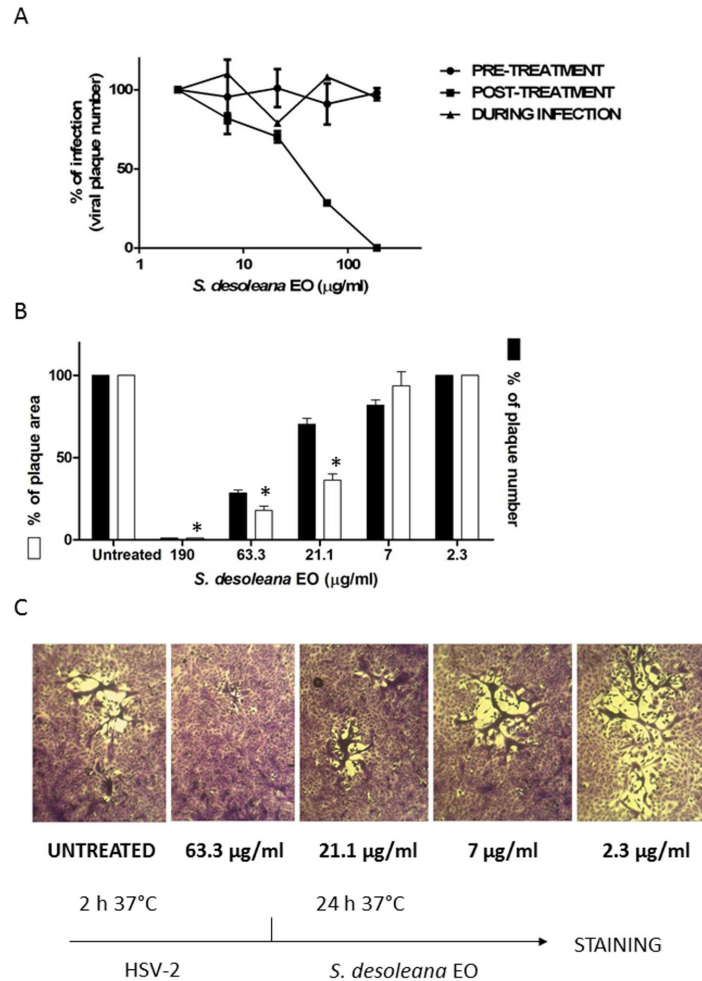 A
PRE-TREATMENT
POST-TREATMENT
DURING INFECTION
% of infection
(viral plaque number)
100
50
0
1
10
100
S. desoleana EO (µg/ml)
B
% of plaque area
% of plaque number
100
50
0
Untreated 190 63.3 21.1 7 2.3
* * *
S. desoleana EO (µg/ml)
C
UNTREATED 63.3 µg/ml 21.1 µg/ml 7 µg/ml 2.3 µg/ml
2 h 37°C 24 h 37°C
STAINING
HSV-2 S. desoleana EO